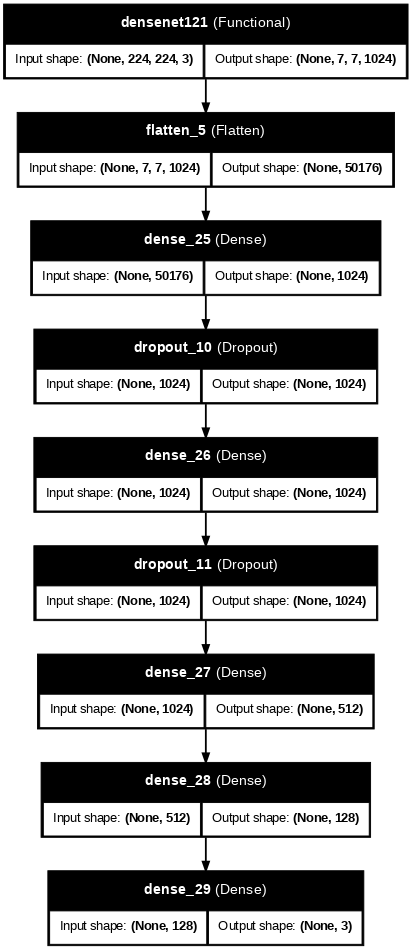 densenet121 (Functional)
Input shape: (None, 224, 224, 3) Output shape: (None, 7, 7, 1024)
flatten_5 (Flatten)
Input shape: (None, 7, 7, 1024) Output shape: (None, 50176)
dense_25 (Dense)
Input shape: (None, 50176) Output shape: (None, 1024)
dropout_10 (Dropout)
Input shape: (None, 1024) Output shape: (None, 1024)
dense_26 (Dense)
Input shape: (None, 1024) Output shape: (None, 1024)
dropout_11 (Dropout)
Input shape: (None, 1024) Output shape: (None, 1024)
dense_27 (Dense)
Input shape: (None, 1024) Output shape: (None, 512)
dense_28 (Dense)
Input shape: (None, 512) Output shape: (None, 128)
dense_29 (Dense)
Input shape: (None, 128) Output shape: (None, 3)